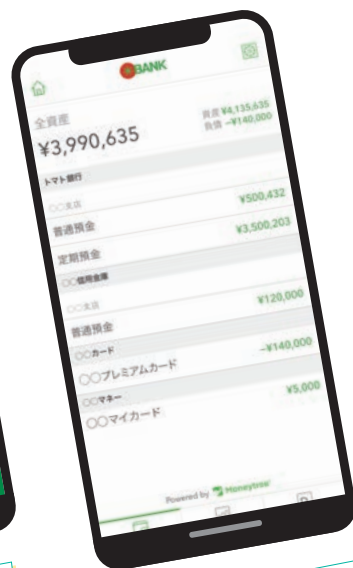 BANK
全資産
¥3,990,635
資産 ¥4,135,635
負債 -¥140,000
トマト銀行
○○支店
普通預金 ¥500,432
定期預金 ¥3,500,203
○○信用金庫
○○支店
普通預金 ¥120,000
○○カード
○○プレミアムカード -¥140,000
○○マネー
○○マイカード ¥5,000
Powered by Moneytree